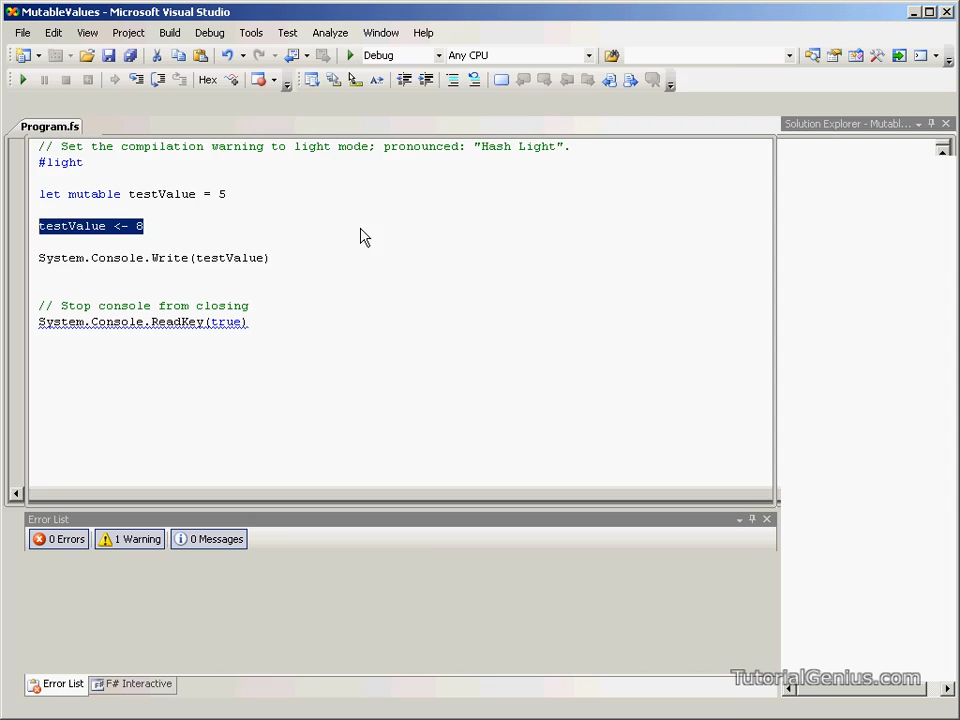 MutableValues - Microsoft Visual Studio
File Edit View Project Build Debug Tools Test Analyze Window Help
Debug Any CPU
Hex
Program.fs
Solution Explorer - Mutabl...
// Set the compilation warning to light mode; pronounced: "Hash Light".
#light
let mutable testValue = 5
testValue <- 8
System.Console.Write(testValue)
// Stop console from closing
System.Console.ReadKey(true)
Error List
0 Errors 1 Warning 0 Messages
Error List F# Interactive
TutorialGenius.com